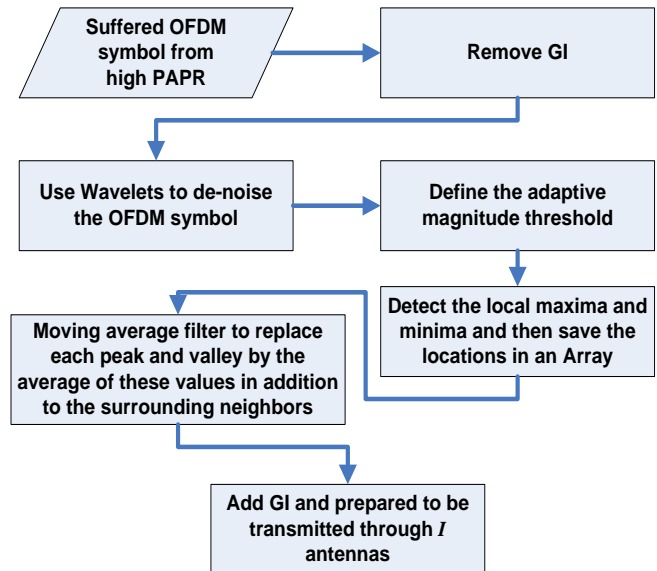 Suffered OFDM
symbol from
high PAPR
Remove GI
Use Wavelets to de-noise
the OFDM symbol
Define the adaptive
magnitude threshold
Detect the local maxima and
minima and then save the
locations in an Array
Moving average filter to replace
each peak and valley by the
average of these values in addition
to the surrounding neighbors
Add GI and prepared to be
transmitted through I
antennas